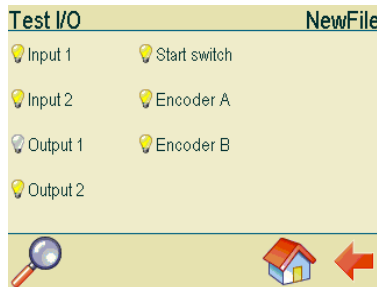 Test I/O NewFile
Input 1 Start switch
Input 2 Encoder A
Output 1 Encoder B
Output 2